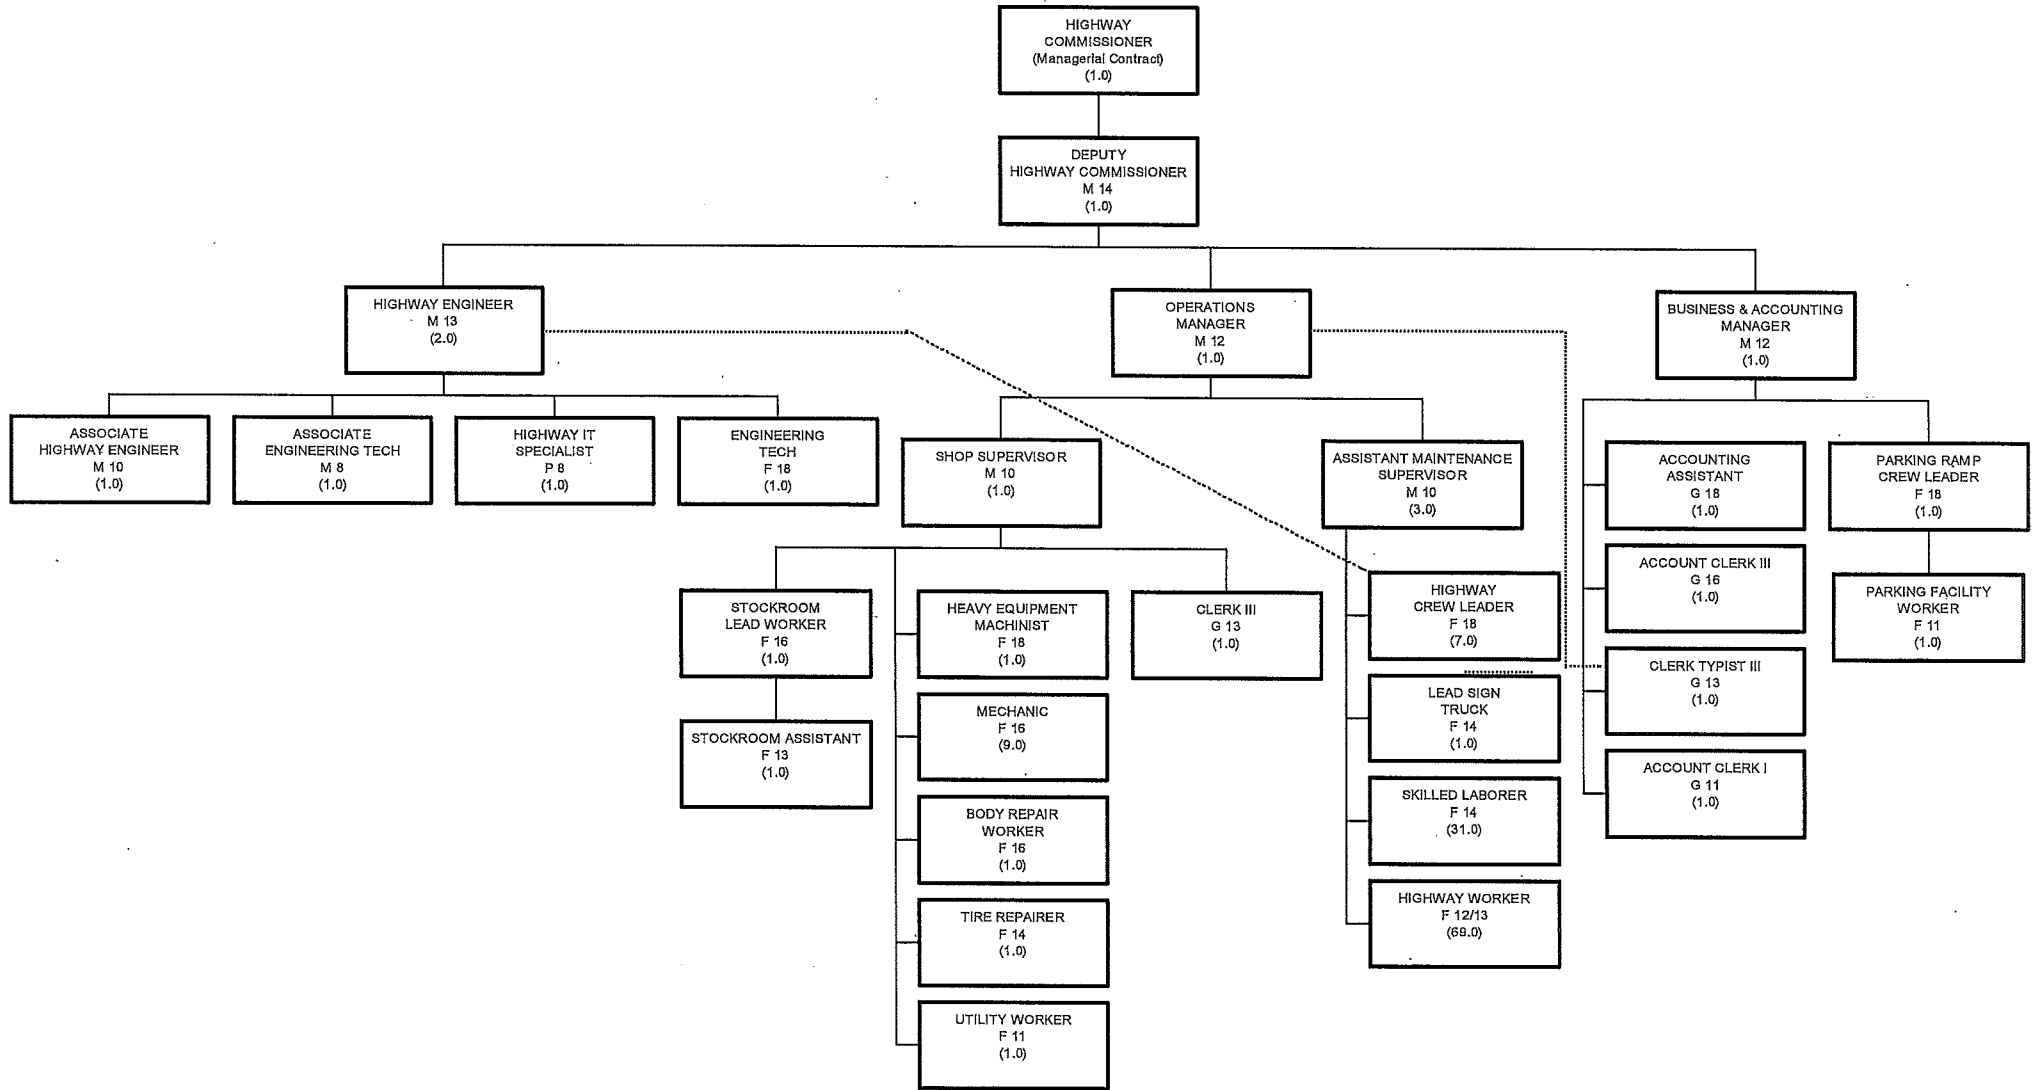 HIGHWAY
COMMISSIONER
(Managerial Contract)
(1.0)
DEPUTY
HIGHWAY COMMISSIONER
M 14
(1.0)
HIGHWAY ENGINEER
M 13
(2.0)
OPERATIONS
MANAGER
M 12
(1.0)
BUSINESS & ACCOUNTING
MANAGER
M 12
(1.0)
ASSOCIATE
HIGHWAY ENGINEER
M 10
(1.0)
ASSOCIATE
ENGINEERING TECH
M 8
(1.0)
HIGHWAY IT
SPECIALIST
P 8
(1.0)
ENGINEERING
TECH
F 18
(1.0)
SHOP SUPERVISOR
M 10
(1.0)
ASSISTANT MAINTENANCE
SUPERVISOR
M 10
(3.0)
ACCOUNTING
ASSISTANT
G 18
(1.0)
PARKING RAMP
CREW LEADER
F 18
(1.0)
STOCKROOM
LEAD WORKER
F 16
(1.0)
STOCKROOM ASSISTANT
F 13
(1.0)
HEAVY EQUIPMENT
MACHINIST
F 18
(1.0)
MECHANIC
F 16
(9.0)
BODY REPAIR
WORKER
F 16
(1.0)
TIRE REPAIRER
F 14
(1.0)
UTILITY WORKER
F 11
(1.0)
CLERK III
G 13
(1.0)
HIGHWAY
CREW LEADER
F 18
(7.0)
LEAD SIGN
TRUCK
F 14
(1.0)
SKILLED LABORER
F 14
(31.0)
HIGHWAY WORKER
F 12/13
(69.0)
ACCOUNT CLERK III
G 16
(1.0)
CLERK TYPIST III
G 13
(1.0)
ACCOUNT CLERK I
G 11
(1.0)
PARKING FACILITY
WORKER
F 11
(1.0)